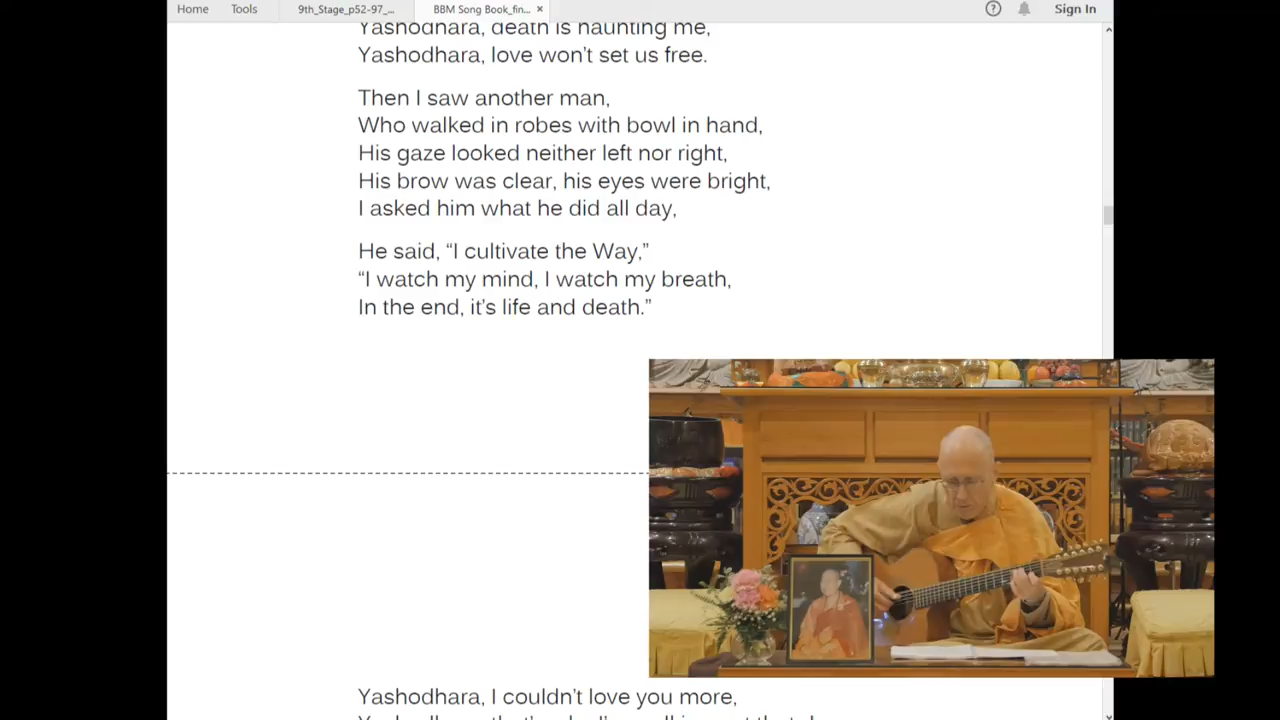 Home Tools 9th_Stage_p52-97_... BBM Song Book_fin... × ? Sign In
Yashodhara, death is haunting me,
Yashodhara, love won't set us free.
Then I saw another man,
Who walked in robes with bowl in hand,
His gaze looked neither left nor right,
His brow was clear, his eyes were bright,
I asked him what he did all day,
He said, “I cultivate the Way,”
“I watch my mind, I watch my breath,
In the end, it's life and death.”
Yashodhara, I couldn't love you more,